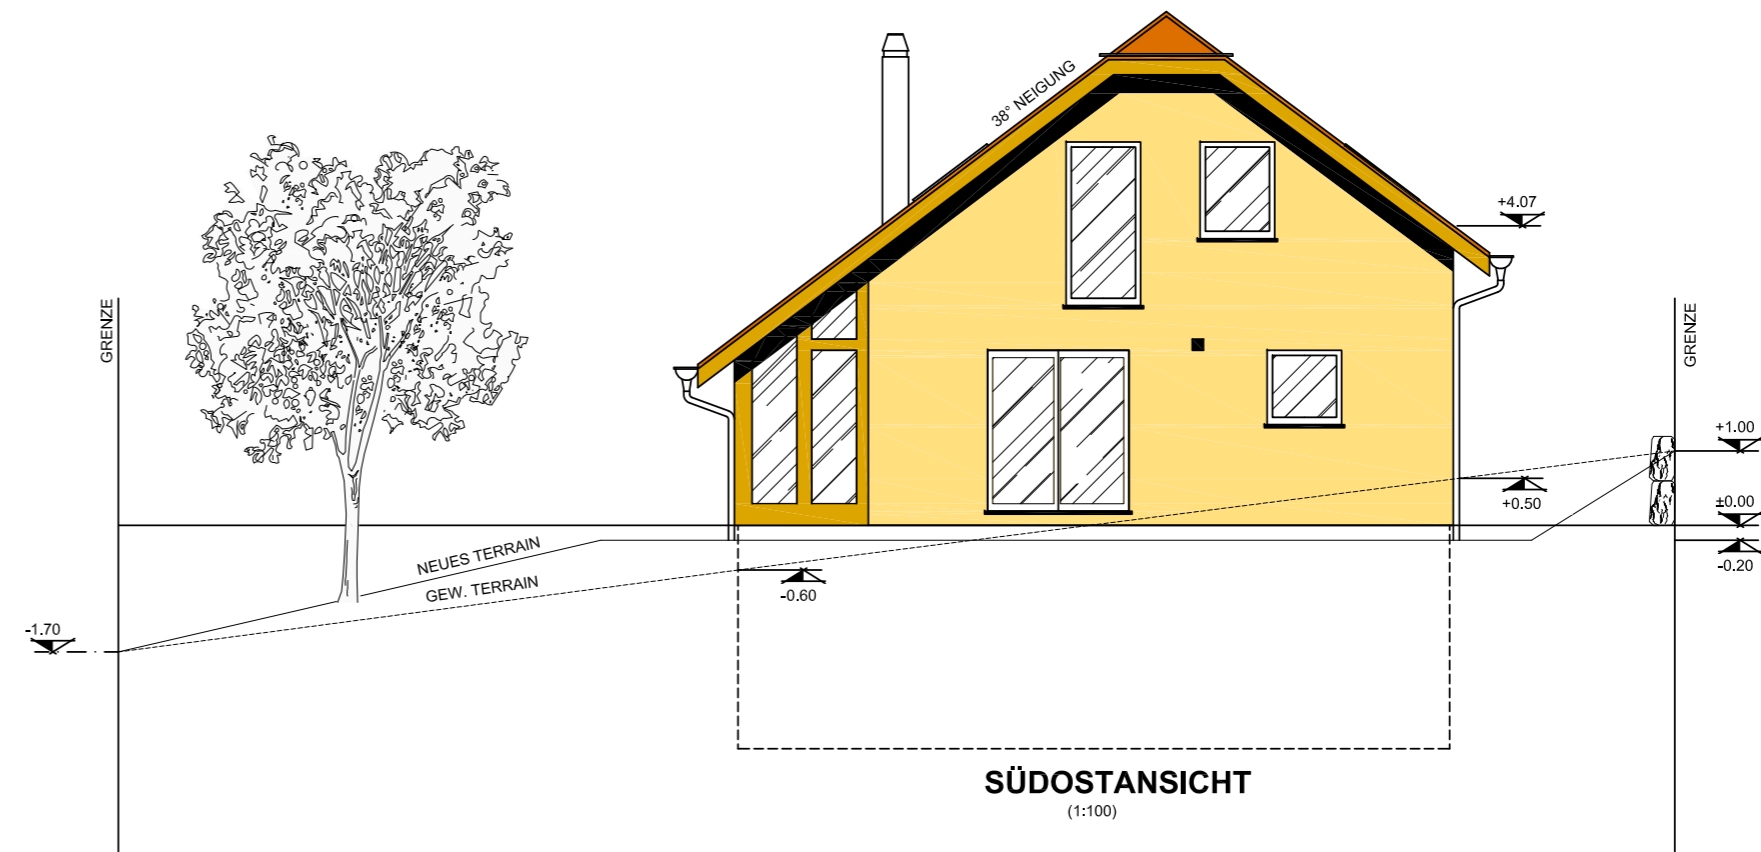 38° NEIGUNG
+4.07
GRENZE
GRENZE
+1.00
+0.50
±0.00
-0.20
NEUES TERRAIN
GEW. TERRAIN
-0.60
-1.70
SÜDOSTANSICHT
(1:100)